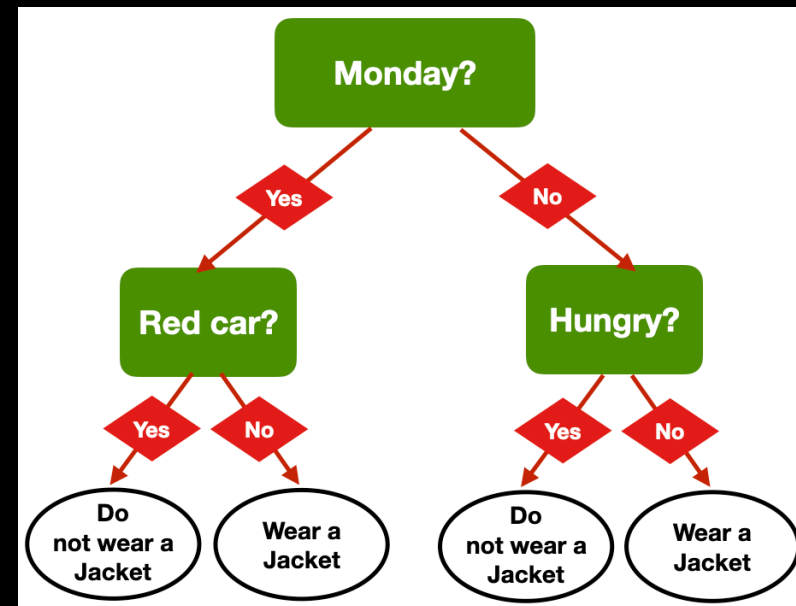 Monday?
Yes
No
Red car?
Hungry?
Yes
No
Yes
No
Do
not wear a
Jacket
Wear a
Jacket
Do
not wear a
Jacket
Wear a
Jacket